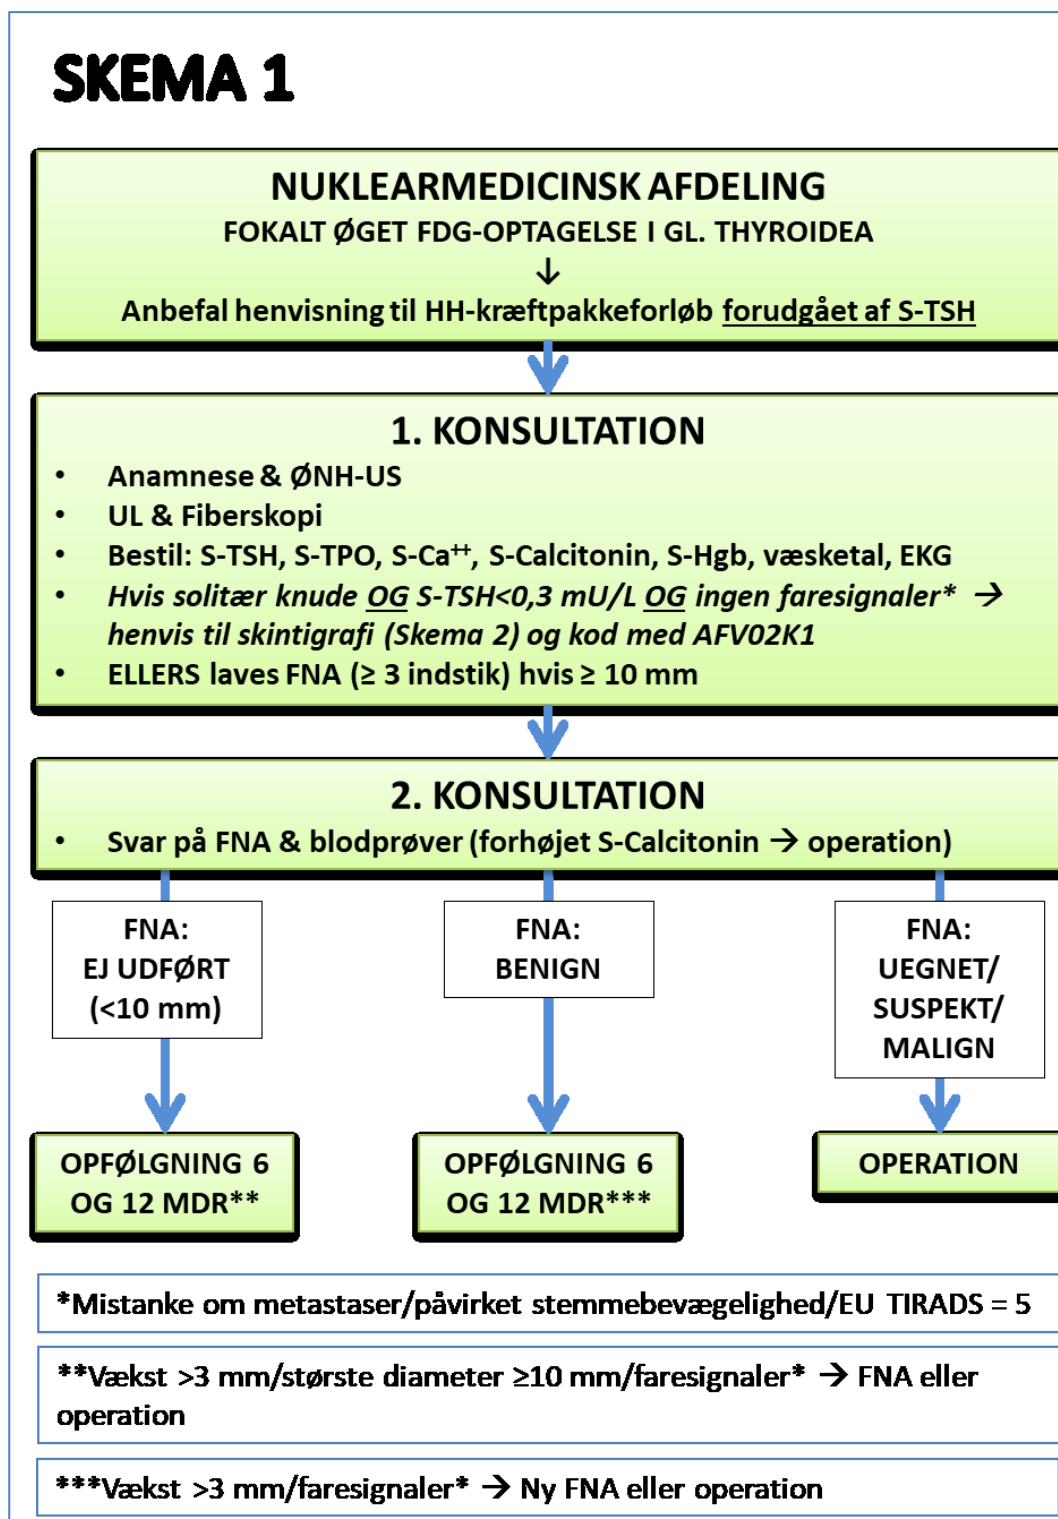 SKEMA 1
NUKLEARMEDICINSK AFDELING
FOKALT ØGET FDG-OPTAGELSE I GL. THYROIDEA
↓
Anbefal henvisning til HH-kræftpakkeforløb forudgået af S-TSH
1. KONSULTATION
• Anamnese & ØNH-US
• UL & Fiberskopi
• Bestil: S-TSH, S-TPO, S-Ca⁺⁺, S-Calcitonin, S-Hgb, væsketal, EKG
• Hvis solitær knude OG S-TSH<0,3 mU/L OG ingen faresignaler* →
henvis til skintigrafi (Skema 2) og kod med AFV02K1
• ELLERS laves FNA (≥ 3 indstik) hvis ≥ 10 mm
2. KONSULTATION
• Svar på FNA & blodprøver (forhøjet S-Calcitonin → operation)
FNA:
EJ UDFØRT
(<10 mm)
FNA:
BENIGN
FNA:
UEGNET/
SUSPEKT/
MALIGN
OPFØLGNING 6
OG 12 MDR**
OPFØLGNING 6
OG 12 MDR***
OPERATION
*Mistanke om metastaser/påvirket stemmebevægelighed/EU TIRADS = 5
**Vækst >3 mm/største diameter ≥10 mm/faresignaler* → FNA eller
operation
***Vækst >3 mm/faresignaler* → Ny FNA eller operation